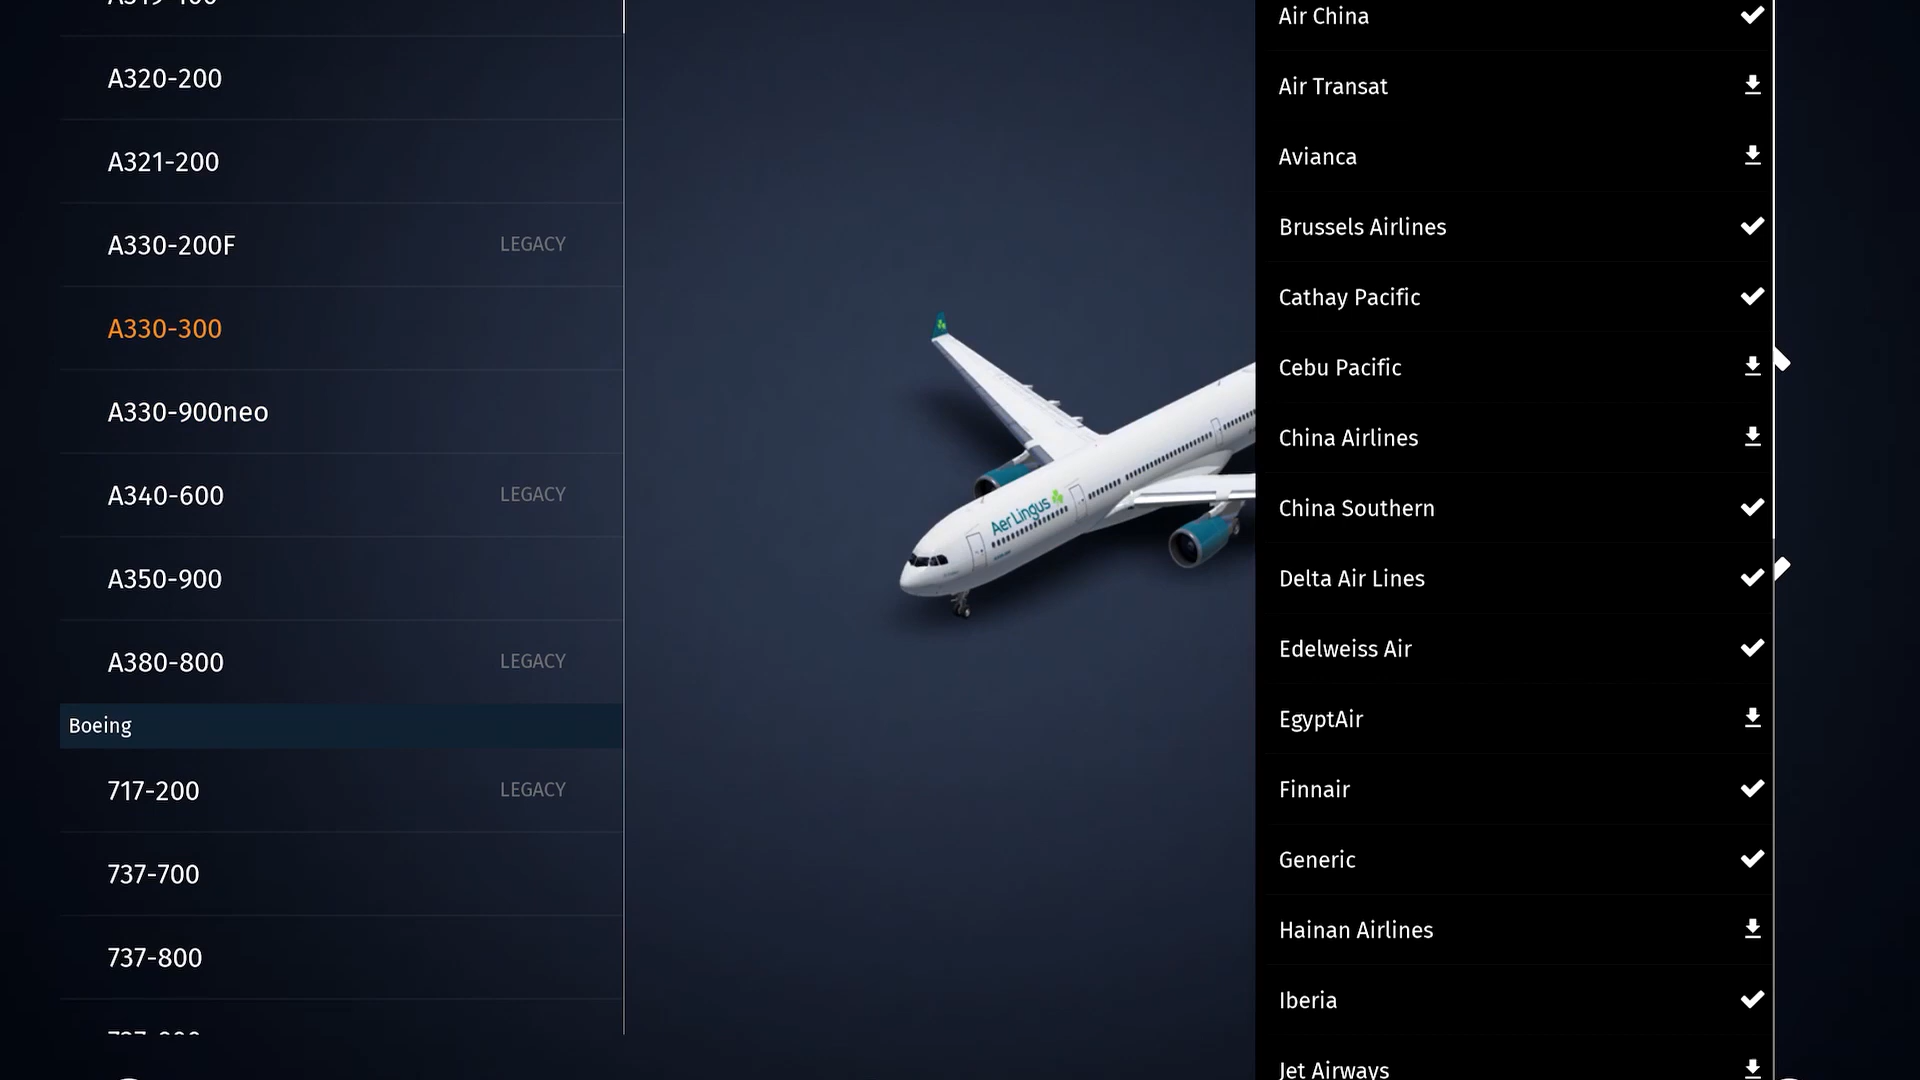 A319-100
A320-200
A321-200
A330-200F LEGACY
A330-300
A330-900neo
A340-600 LEGACY
A350-900
A380-800 LEGACY
Boeing
717-200 LEGACY
737-700
737-800
Aer Lingus
Air China
Air Transat
Avianca
Brussels Airlines
Cathay Pacific
Cebu Pacific
China Airlines
China Southern
Delta Air Lines
Edelweiss Air
EgyptAir
Finnair
Generic
Hainan Airlines
Iberia
Jet Airways